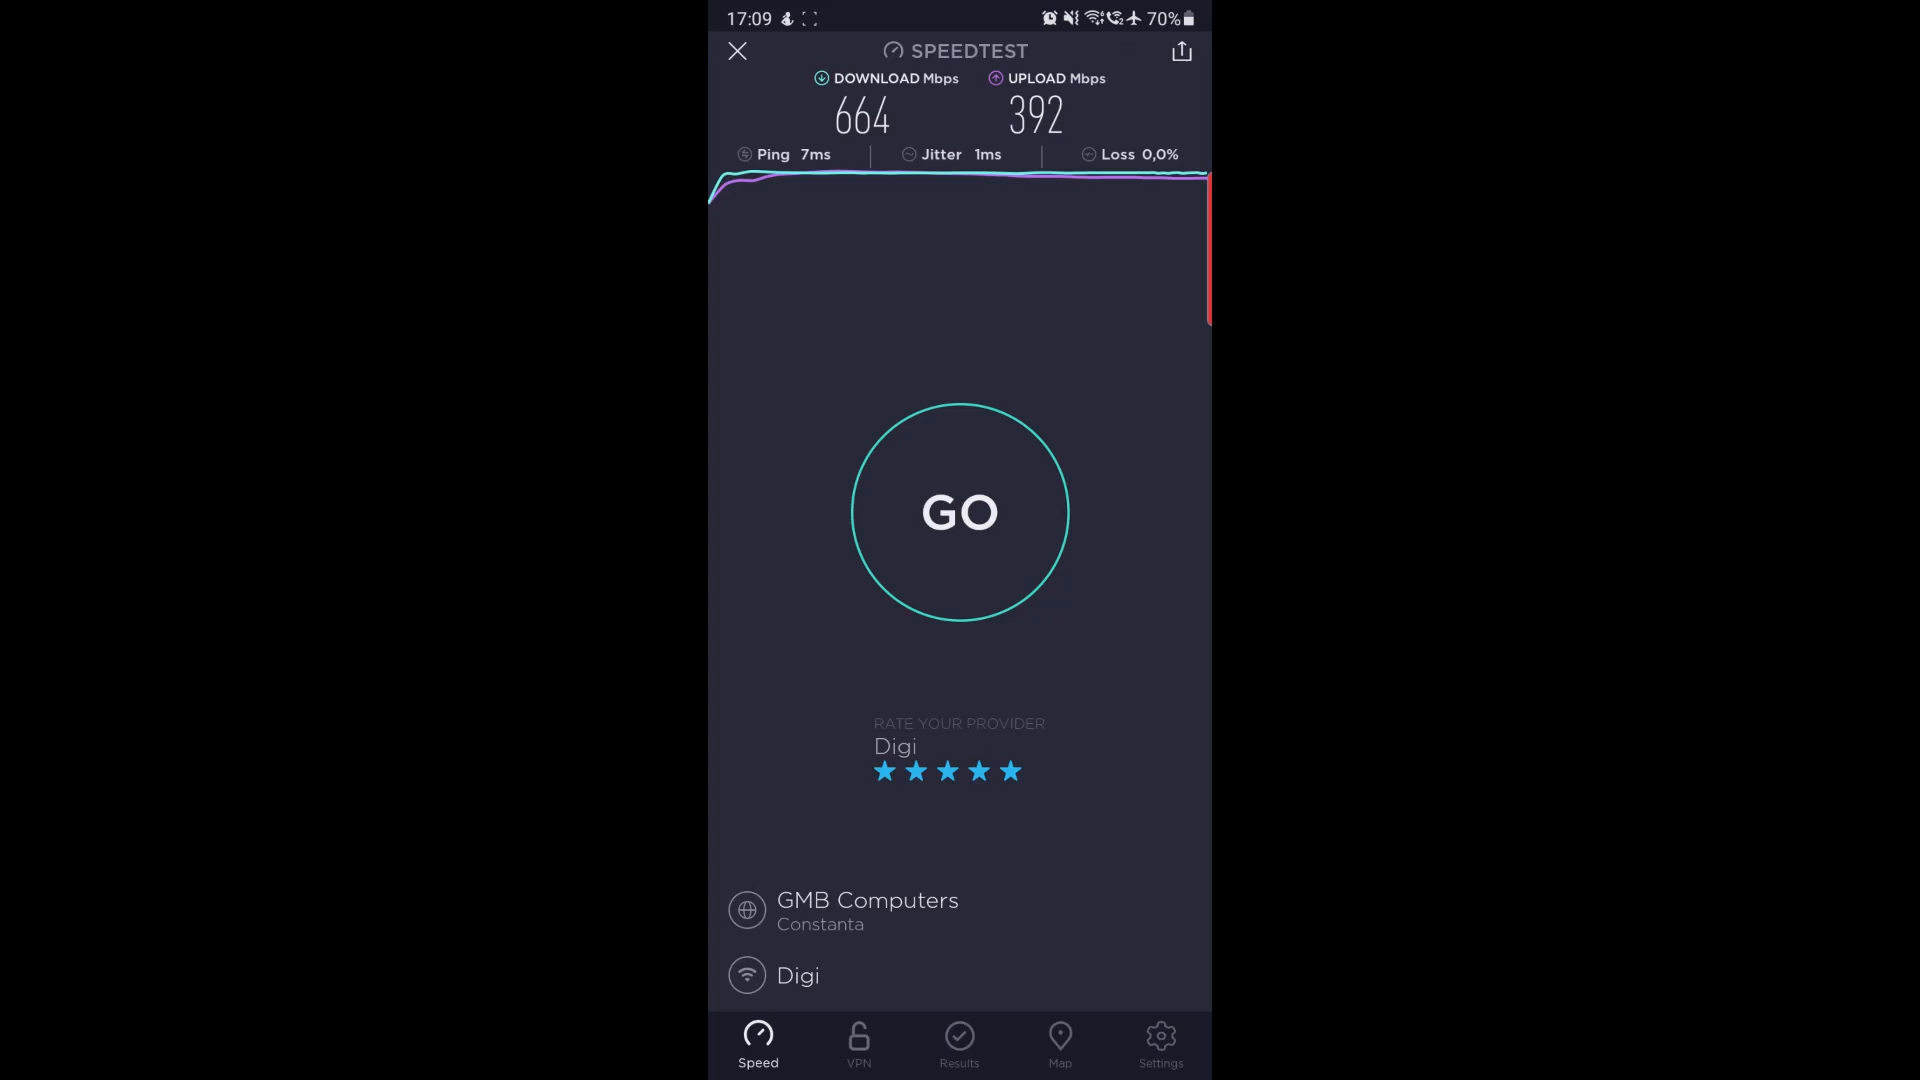 17:09 70%
SPEEDTEST
DOWNLOAD Mbps UPLOAD Mbps
664 392
Ping 7ms Jitter 1ms Loss 0,0%
GO
RATE YOUR PROVIDER
Digi
GMB Computers
Constanta
Digi
Speed VPN Results Map Settings